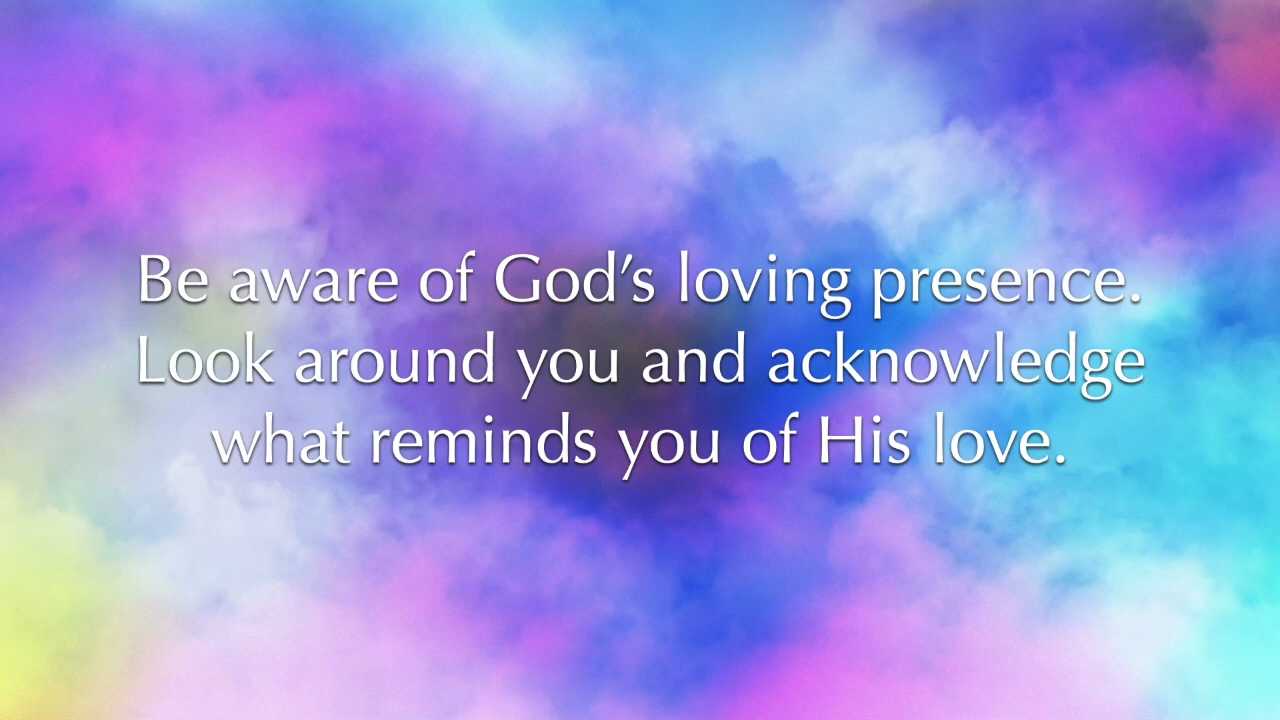 Be aware of God’s loving presence.
Look around you and acknowledge
what reminds you of His love.